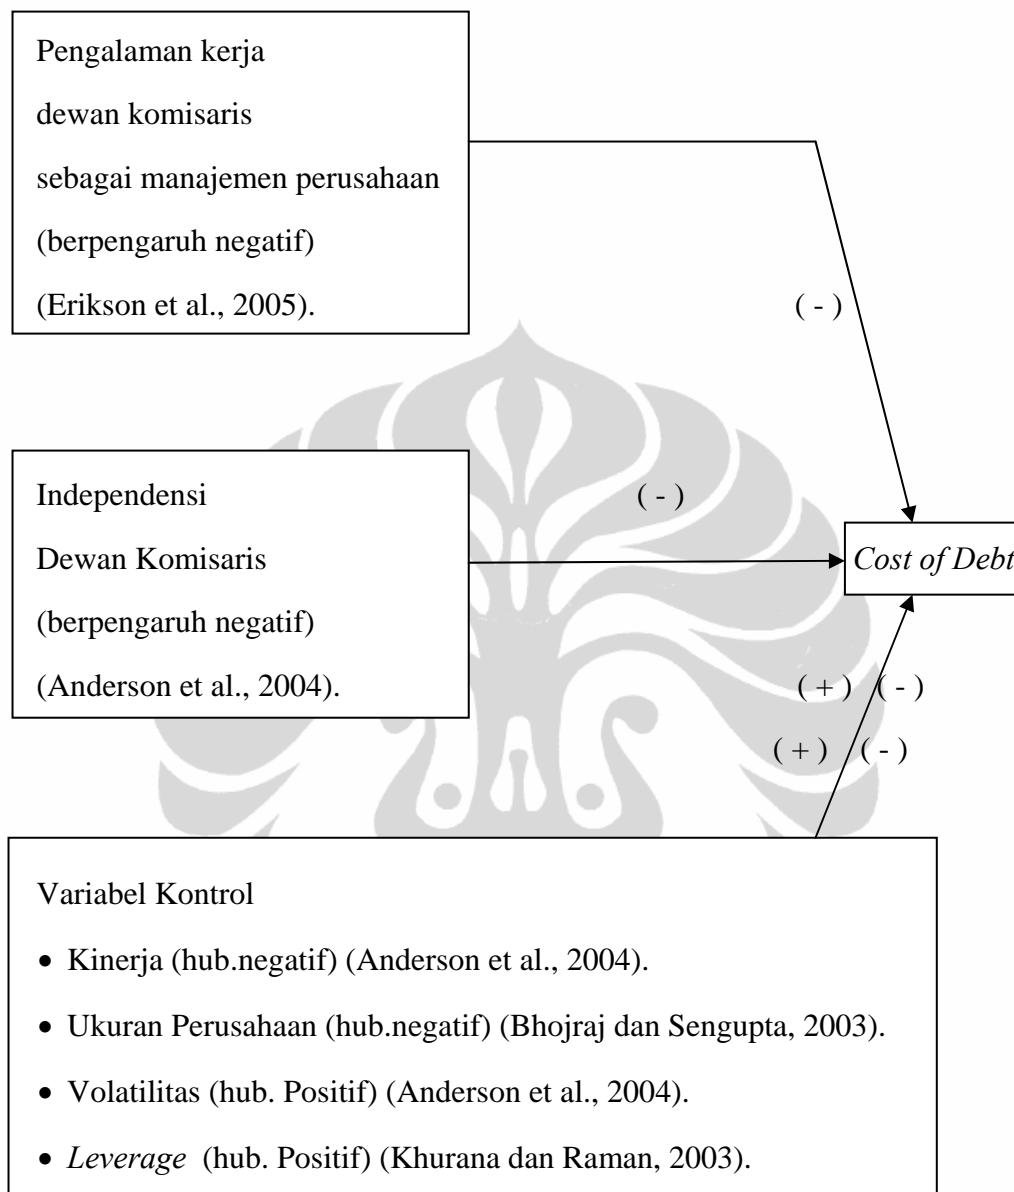 Pengalaman kerja
dewan komisaris
sebagai manajemen perusahaan
(berpengaruh negatif)
(Erikson et al., 2005).
( - )
Independensi
Dewan Komisaris
(berpengaruh negatif)
(Anderson et al., 2004).
( - )
Cost of Debt
( + ) ( - )
( + ) ( - )
Variabel Kontrol
• Kinerja (hub.negatif) (Anderson et al., 2004).
• Ukuran Perusahaan (hub.negatif) (Bhojraj dan Sengupta, 2003).
• Volatilitas (hub. Positif) (Anderson et al., 2004).
• Leverage (hub. Positif) (Khurana dan Raman, 2003).